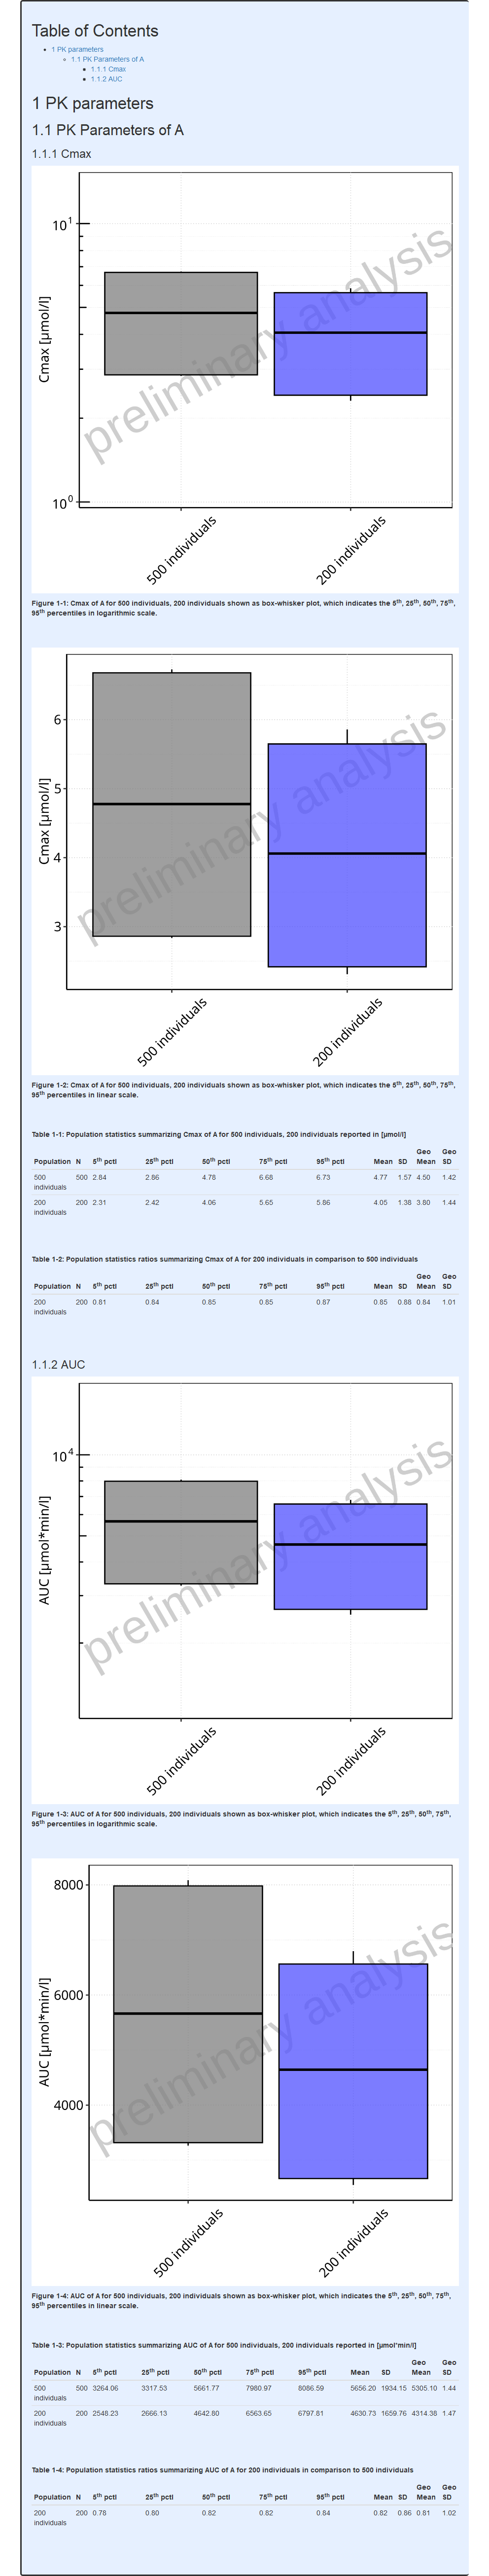 Table of Contents
1 PK parameters
1.1 PK Parameters of A
1.1.1 Cmax
1.1.2 AUC
1 PK parameters
1.1 PK Parameters of A
1.1.1 Cmax
10^1
10^0
Cmax [µmol/l]
preliminary analysis
500 individuals
200 individuals
Figure 1-1: Cmax of A for 500 individuals, 200 individuals shown as box-whisker plot, which indicates the 5th, 25th, 50th, 75th,
95th percentiles in logarithmic scale.
6
5
4
3
Cmax [µmol/l]
preliminary analysis
500 individuals
200 individuals
Figure 1-2: Cmax of A for 500 individuals, 200 individuals shown as box-whisker plot, which indicates the 5th, 25th, 50th, 75th,
95th percentiles in linear scale.
Table 1-1: Population statistics summarizing Cmax of A for 500 individuals, 200 individuals reported in [µmol/l]
Population N 5th pctl 25th pctl 50th pctl 75th pctl 95th pctl Mean SD Geo Mean Geo SD
500 individuals 500 2.84 2.86 4.78 6.68 6.73 4.77 1.57 4.50 1.42
200 individuals 200 2.31 2.42 4.06 5.65 5.86 4.05 1.38 3.80 1.44
Table 1-2: Population statistics ratios summarizing Cmax of A for 200 individuals in comparison to 500 individuals
Population N 5th pctl 25th pctl 50th pctl 75th pctl 95th pctl Mean SD Geo Mean Geo SD
200 individuals 200 0.81 0.84 0.85 0.85 0.87 0.85 0.88 0.84 1.01
1.1.2 AUC
10^4
AUC [µmol*min/l]
preliminary analysis
500 individuals
200 individuals
Figure 1-3: AUC of A for 500 individuals, 200 individuals shown as box-whisker plot, which indicates the 5th, 25th, 50th, 75th,
95th percentiles in logarithmic scale.
8000
6000
4000
AUC [µmol*min/l]
preliminary analysis
500 individuals
200 individuals
Figure 1-4: AUC of A for 500 individuals, 200 individuals shown as box-whisker plot, which indicates the 5th, 25th, 50th, 75th,
95th percentiles in linear scale.
Table 1-3: Population statistics summarizing AUC of A for 500 individuals, 200 individuals reported in [µmol*min/l]
Population N 5th pctl 25th pctl 50th pctl 75th pctl 95th pctl Mean SD Geo Mean Geo SD
500 individuals 500 3264.06 3317.53 5661.77 7980.97 8086.59 5656.20 1934.15 5305.10 1.44
200 individuals 200 2548.23 2666.13 4642.80 6563.65 6797.81 4630.73 1659.76 4314.38 1.47
Table 1-4: Population statistics ratios summarizing AUC of A for 200 individuals in comparison to 500 individuals
Population N 5th pctl 25th pctl 50th pctl 75th pctl 95th pctl Mean SD Geo Mean Geo SD
200 individuals 200 0.78 0.80 0.82 0.82 0.84 0.82 0.86 0.81 1.02